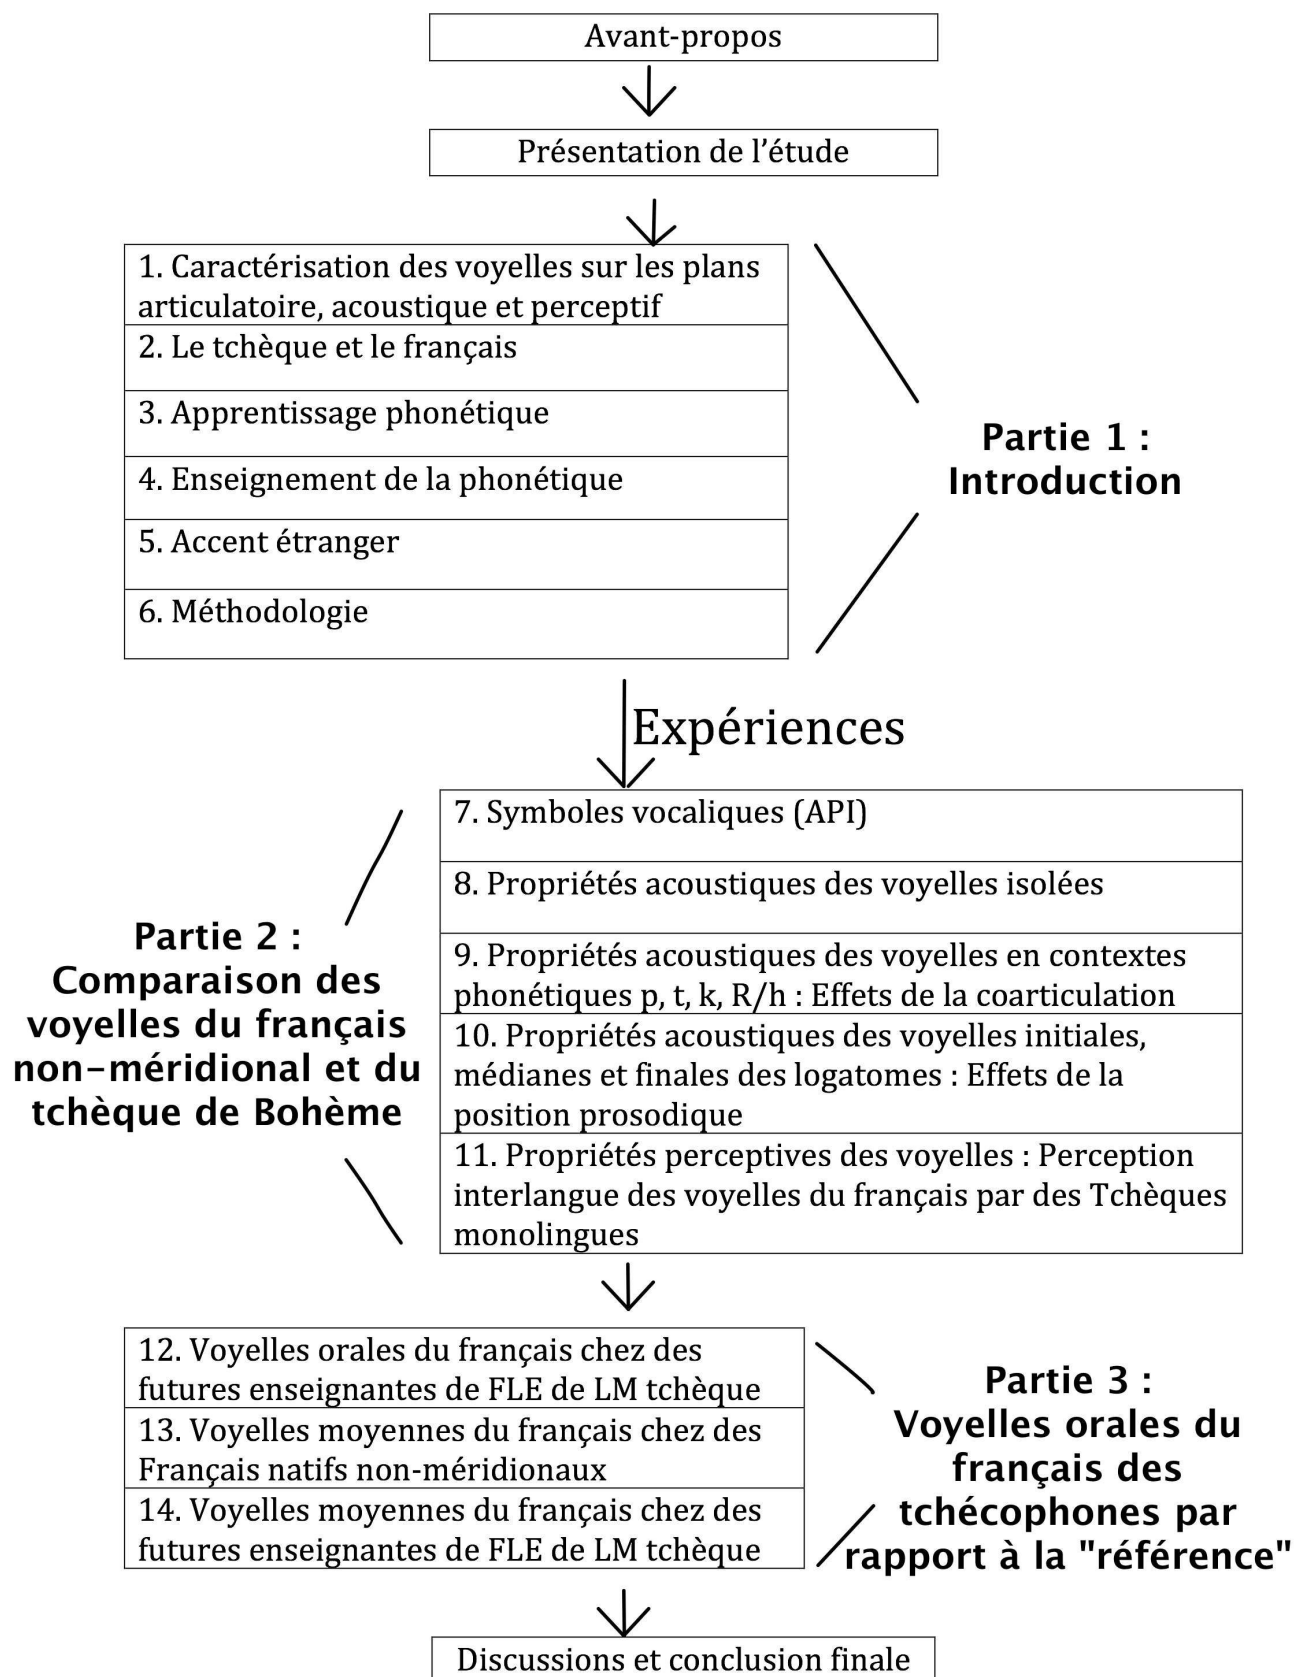 Avant-propos
Présentation de l’étude
1. Caractérisation des voyelles sur les plans
articulatoire, acoustique et perceptif
2. Le tchèque et le français
3. Apprentissage phonétique
4. Enseignement de la phonétique
5. Accent étranger
6. Méthodologie
Partie 1 :
Introduction
Expériences
7. Symboles vocaliques (API)
8. Propriétés acoustiques des voyelles isolées
9. Propriétés acoustiques des voyelles en contextes
phonétiques p, t, k, R/h : Effets de la coarticulation
10. Propriétés acoustiques des voyelles initiales,
médianes et finales des logatomes : Effets de la
position prosodique
11. Propriétés perceptives des voyelles : Perception
interlangue des voyelles du français par des Tchèques
monolingues
Partie 2 :
Comparaison des
voyelles du français
non-méridional et du
tchèque de Bohème
12. Voyelles orales du français chez des
futures enseignantes de FLE de LM tchèque
13. Voyelles moyennes du français chez des
Français natifs non-méridionaux
14. Voyelles moyennes du français chez des
futures enseignantes de FLE de LM tchèque
Partie 3 :
Voyelles orales du
français des
tchécophones par
rapport à la "référence"
Discussions et conclusion finale